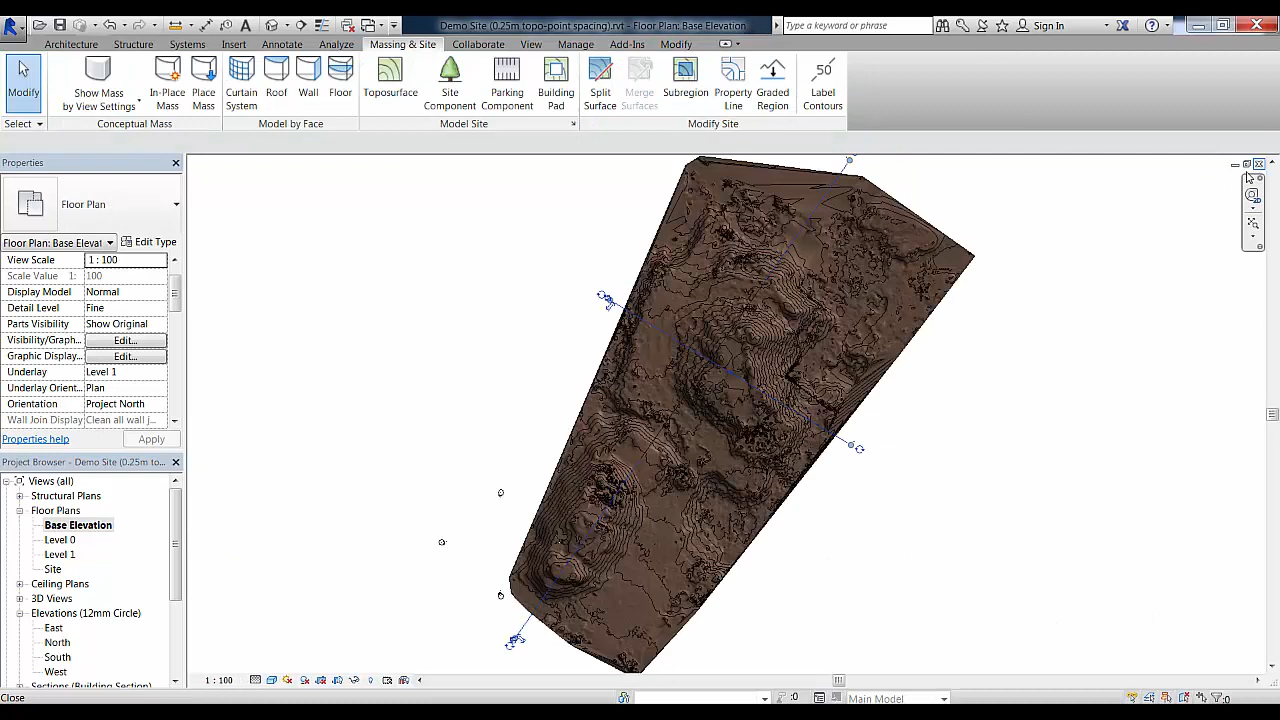 Demo Site (0.25m topo-point spacing).rvt - Floor Plan: Base Elevation
Type a keyword or phrase
Sign In
Architecture Structure Systems Insert Annotate Analyze Massing & Site Collaborate View Manage Add-Ins Modify
Modify
Show Mass by View Settings
In-Place Mass
Place Mass
Curtain System
Roof
Wall
Floor
Toposurface
Site Component
Parking Component
Building Pad
Split Surface
Merge Surfaces
Subregion
Property Line
Graded Region
50
Label Contours
Select
Conceptual Mass
Model by Face
Model Site
Modify Site
Properties
Floor Plan
Floor Plan: Base Elevat
Edit Type
View Scale 1 : 100
Scale Value 1: 100
Display Model Normal
Detail Level Fine
Parts Visibility Show Original
Visibility/Graph... Edit...
Graphic Display... Edit...
Underlay Level 1
Underlay Orient... Plan
Orientation Project North
Wall Join Display Clean all wall j...
Properties help
Apply
Project Browser - Demo Site (0.25m to...
Views (all)
Structural Plans
Floor Plans
Base Elevation
Level 0
Level 1
Site
Ceiling Plans
3D Views
Elevations (12mm Circle)
East
North
South
West
Sections (Building Section)
1 : 100
Close
:0
Main Model
:0